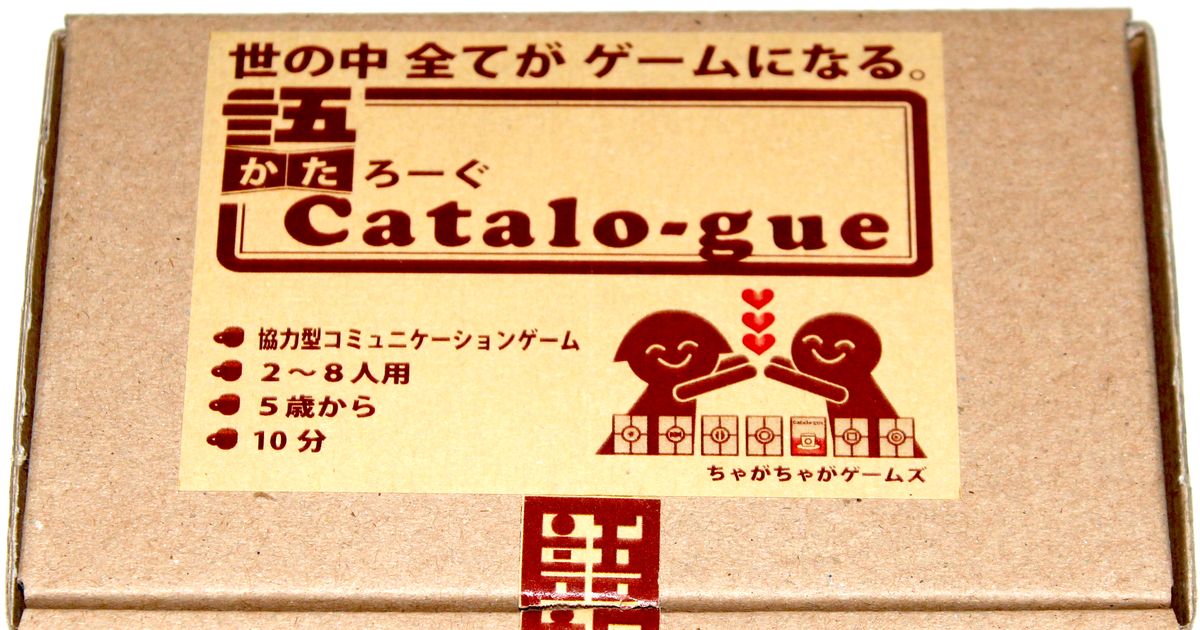 世の中 全てが ゲームになる。
語
かた ろーぐ
Catalo-gue
協力型コミュニケーションゲーム
2～8人用
5歳から
10分
Catalo-gue
ちゃがちゃがゲームズ